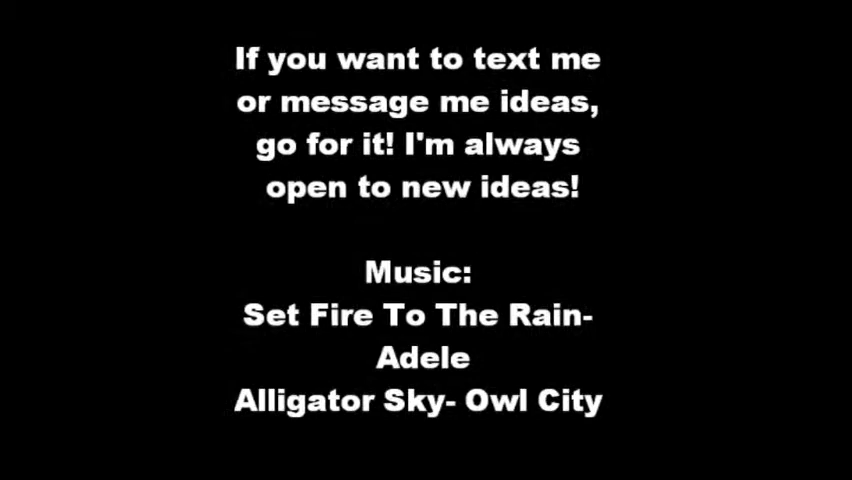 If you want to text me
or message me ideas,
go for it! I'm always
open to new ideas!
Music:
Set Fire To The Rain-
Adele
Alligator Sky- Owl City